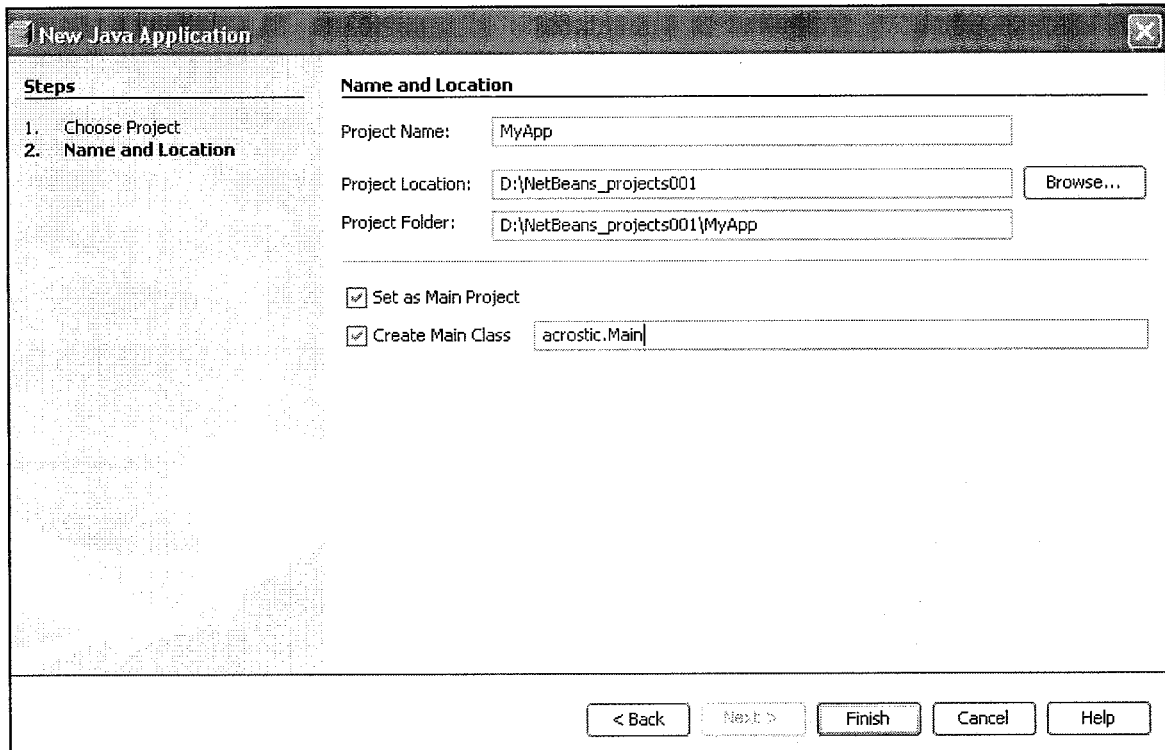 New Java Application
Steps
1. Choose Project
2. Name and Location
Name and Location
Project Name: MyApp
Project Location: D:\NetBeans_projects001 Browse...
Project Folder: D:\NetBeans_projects001\MyApp
Set as Main Project
Create Main Class acrostic.Main
< Back Next > Finish Cancel Help